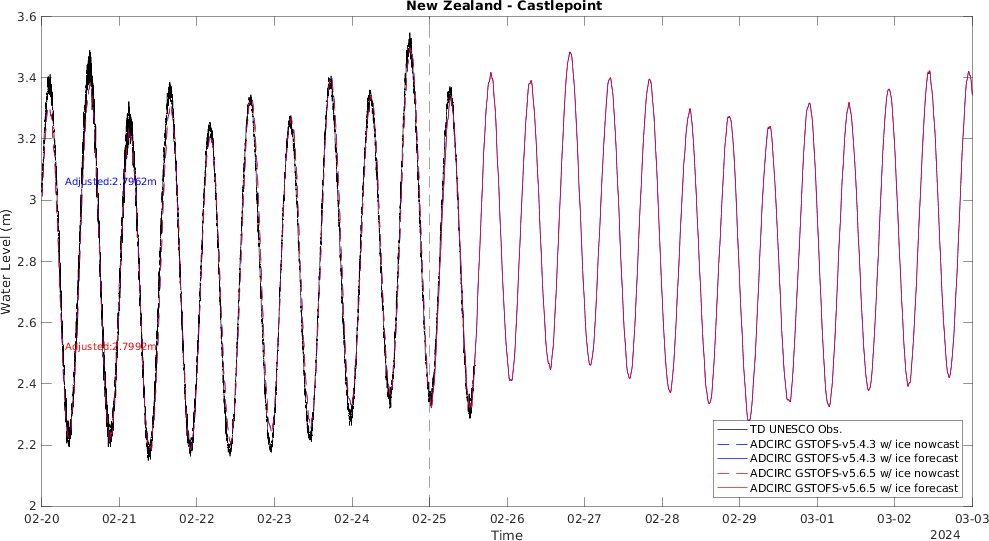 New Zealand - Castlepoint
3.6
3.4
3.2
3
2.8
2.6
2.4
2.2
2
Water Level (m)
Adjusted:2.7962m
Adjusted:2.7992m
TD UNESCO Obs.
ADCIRC GSTOFS-v5.4.3 w/ ice nowcast
ADCIRC GSTOFS-v5.4.3 w/ ice forecast
ADCIRC GSTOFS-v5.6.5 w/ ice nowcast
ADCIRC GSTOFS-v5.6.5 w/ ice forecast
02-20 02-21 02-22 02-23 02-24 02-25 02-26 02-27 02-28 02-29 03-01 03-02 03-03
Time
2024